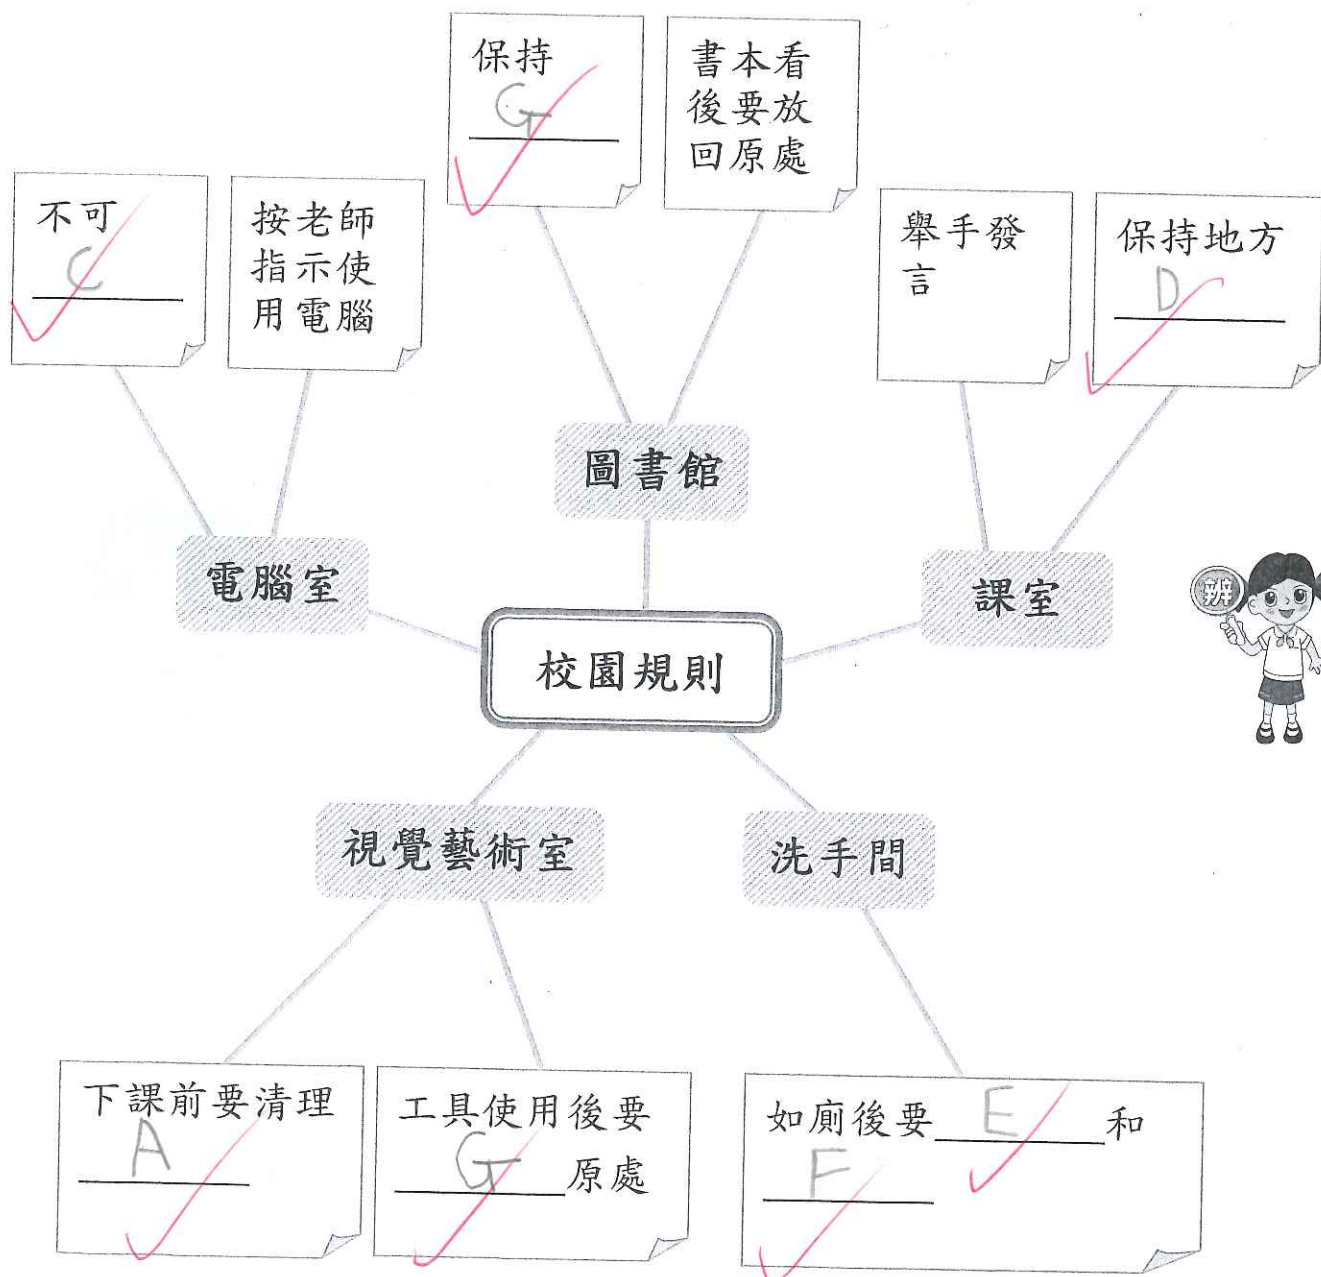 保持
G
書本看
後要放
回原處
不可
C
按老師
指示使
用電腦
舉手發
言
保持地方
D
圖書館
電腦室
課室
辨
校園規則
視覺藝術室
洗手間
下課前要清理
A
工具使用後要
G 原處
如廁後要 E 和
F